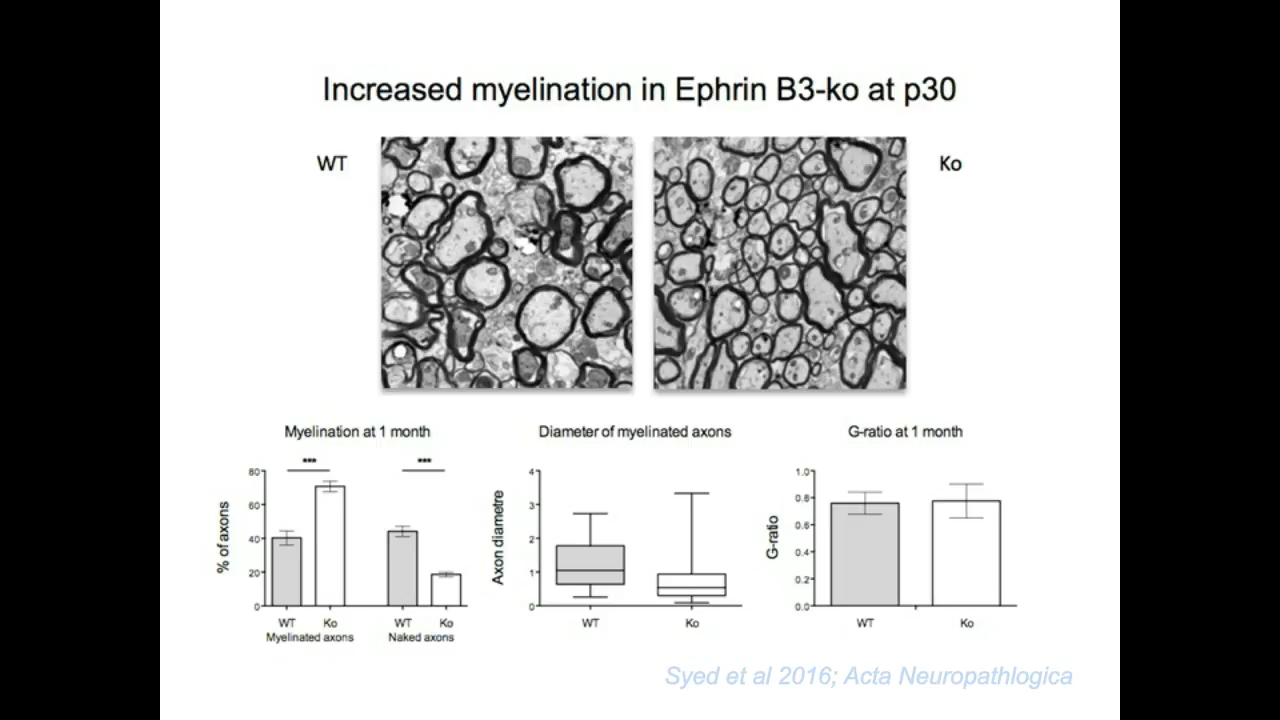 Increased myelination in Ephrin B3-ko at p30
WT
Ko
Myelination at 1 month
***
***
% of axons
80
60
40
20
0
WT
Ko
WT
Ko
Myelinated axons
Naked axons
Diameter of myelinated axons
Axon diametre
4
3
2
1
0
WT
Ko
G-ratio at 1 month
G-ratio
1.0
0.8
0.6
0.4
0.2
0.0
WT
Ko
Syed et al 2016; Acta Neuropathlogica